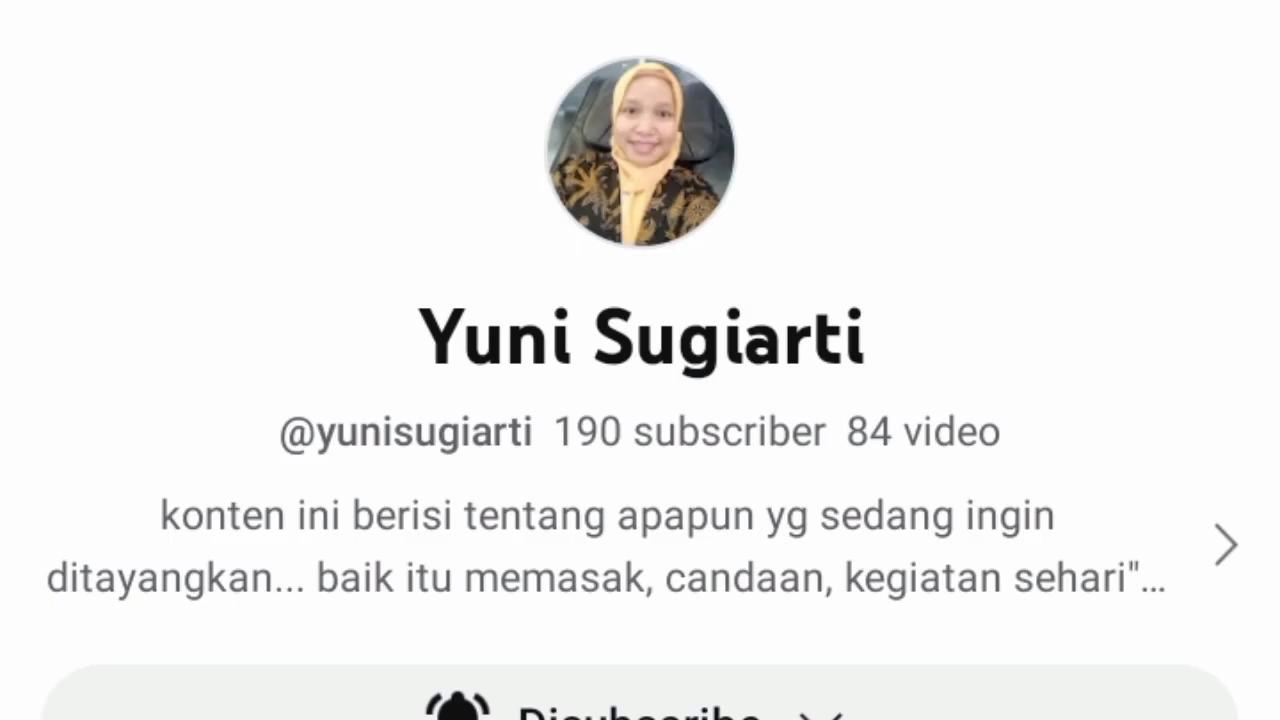 Yuni Sugiarti
@yunisugiarti 190 subscriber 84 video
konten ini berisi tentang apapun yg sedang ingin
ditayangkan... baik itu memasak, candaan, kegiatan sehari"...
Disubscribe